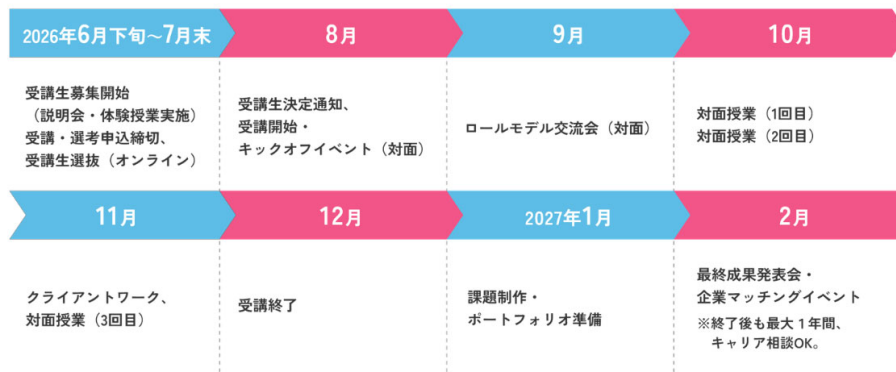 2026年6月下旬～7月末
8月
9月
10月
受講生募集開始
（説明会・体験授業実施）
受講・選考申込締切、
受講生選抜（オンライン）
受講生決定通知、
受講開始・
キックオフイベント（対面）
ロールモデル交流会（対面）
対面授業（1回目）
対面授業（2回目）
11月
12月
2027年1月
2月
クライアントワーク、
対面授業（3回目）
受講終了
課題制作・
ポートフォリオ準備
最終成果発表会・
企業マッチングイベント
※終了後も最大１年間、
キャリア相談OK。